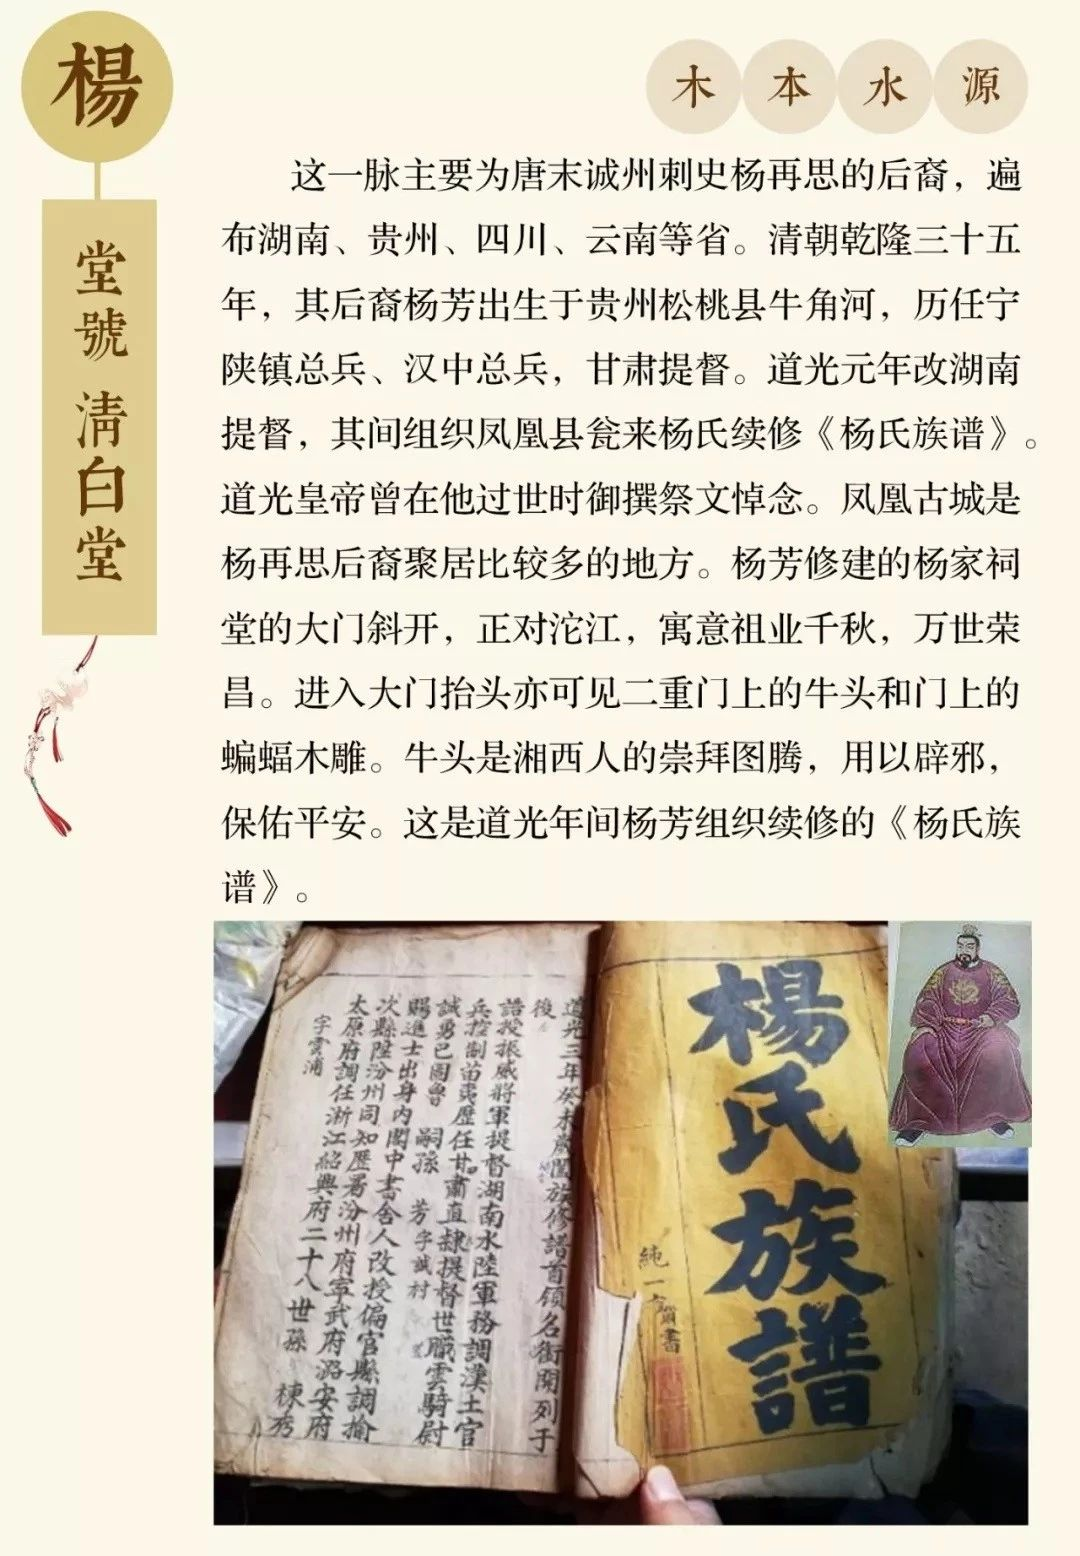 楊
堂號 清白堂
木本水源
这一脉主要为唐末诚州刺史杨再思的后裔，遍
布湖南、贵州、四川、云南等省。清朝乾隆三十五
年，其后裔杨芳出生于贵州松桃县牛角河，历任宁
陕镇总兵、汉中总兵，甘肃提督。道光元年改湖南
提督，其间组织凤凰县瓮来杨氏续修《杨氏族谱》。
道光皇帝曾在他过世时御撰祭文悼念。凤凰古城是
杨再思后裔聚居比较多的地方。杨芳修建的杨家祠
堂的大门斜开，正对沱江，寓意祖业千秋，万世荣
昌。进入大门抬头亦可见二重门上的牛头和门上的
蝙蝠木雕。牛头是湘西人的崇拜图腾，用以辟邪，
保佑平安。这是道光年间杨芳组织续修的《杨氏族
谱》。
楊氏族譜
純一齋書
道光三年癸未歲闔族修譜首領名銜開列于
後
誥授振威將軍提督湖南水陸軍務調漢土官
兵控制苗夷歷任甘肅直隸提督世職雲騎尉
誠勇巴圖魯 嗣孫 芳字誠村
賜進士出身內閣中書舍人改授偏官縣調揄
次縣陞汾州同知歷署汾州府寧武府潞安府
太原府調任浙江紹興府二十八世孫 棟秀
字雲浦